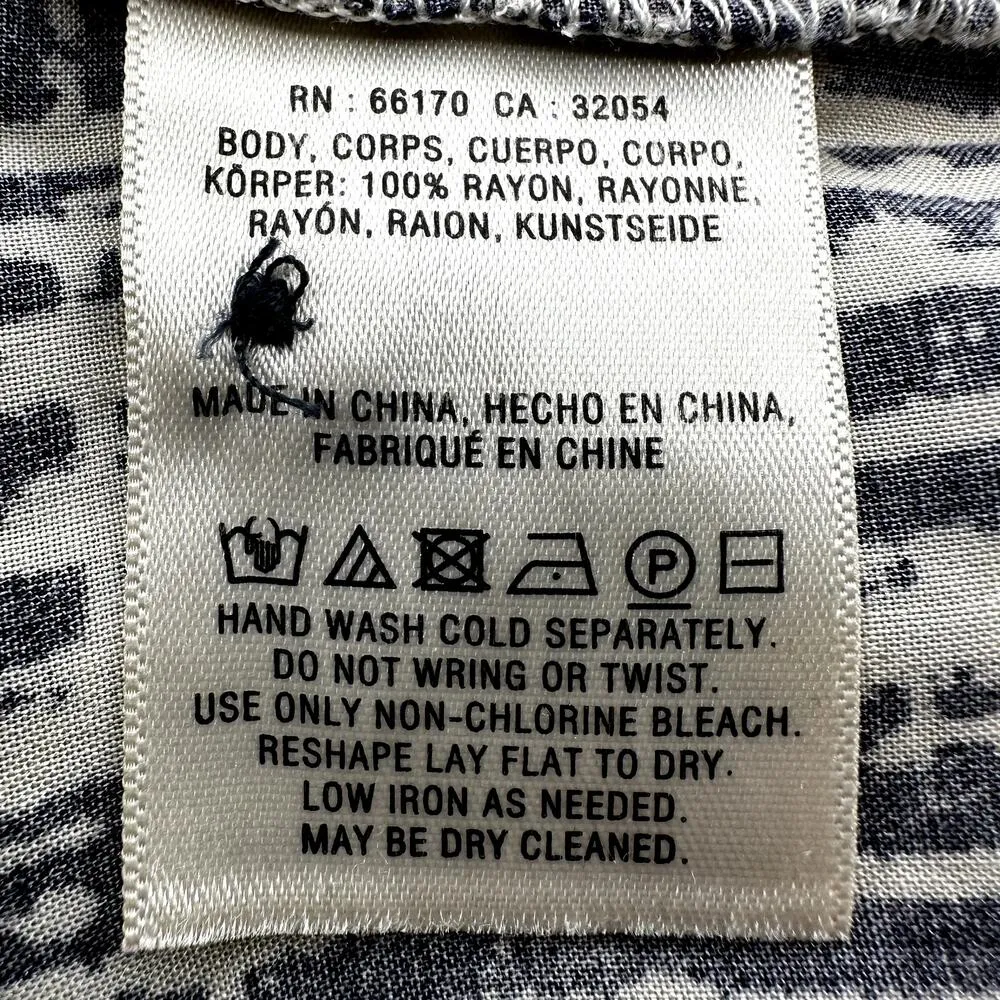 RN : 66170 CA : 32054
BODY, CORPS, CUERPO, CORPO,
KÖRPER: 100% RAYON, RAYONNE,
RAYÓN, RAION, KUNSTSEIDE
MADE IN CHINA, HECHO EN CHINA,
FABRIQUÉ EN CHINE
P
HAND WASH COLD SEPARATELY.
DO NOT WRING OR TWIST.
USE ONLY NON-CHLORINE BLEACH.
RESHAPE LAY FLAT TO DRY.
LOW IRON AS NEEDED.
MAY BE DRY CLEANED.